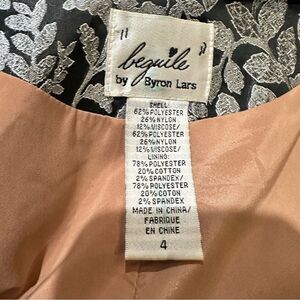 "beguile"
by Byron Lars
SHELL
62% POLYESTER
26% NYLON
12% VISCOSE/
62% POLYESTER
26% NYLON
12% VISCOSE/
LINING:
78% POLYESTER
20% COTTON
2% SPANDEX/
78% POLYESTER
20% COTTON
2% SPANDEX
MADE IN CHINA/
FABRIQUE
EN CHINE
4